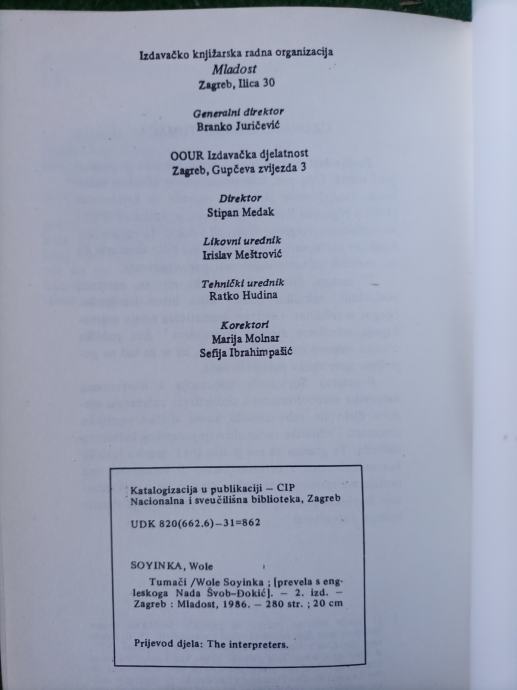 Izdavačko knjižarska radna organizacija
Mladost
Zagreb, Ilica 30
Generalni direktor
Branko Juričević
OOUR Izdavačka djelatnost
Zagreb, Gupčeva zvijezda 3
Direktor
Stipan Medak
Likovni urednik
Irislav Meštrović
Tehnički urednik
Ratko Hudina
Korektori
Marija Molnar
Sefija Ibrahimpašić
Katalogizacija u publikaciji – CIP
Nacionalna i sveučilišna biblioteka, Zagreb
UDK 820(662.6)–31=862
SOYINKA, Wole
Tumači /Wole Soyinka ; [prevela s eng-
leskoga Nada Švob-Đokić]. – 2. izd. –
Zagreb : Mladost, 1986. – 280 str. ; 20 cm
Prijevod djela: The interpreters.